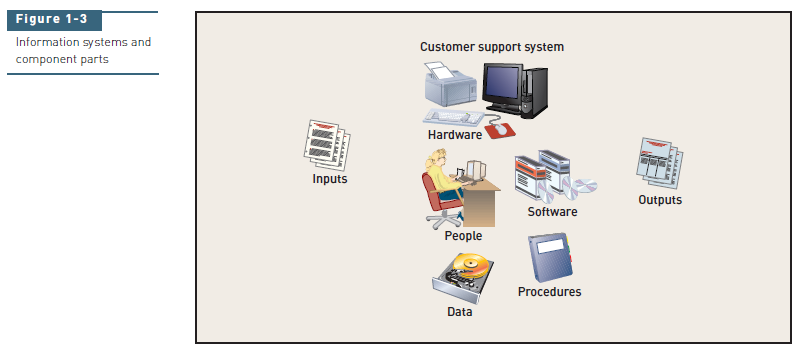 Figure 1-3
Information systems and
component parts
Customer support system
Hardware
Inputs
People
Software
Outputs
Data
Procedures